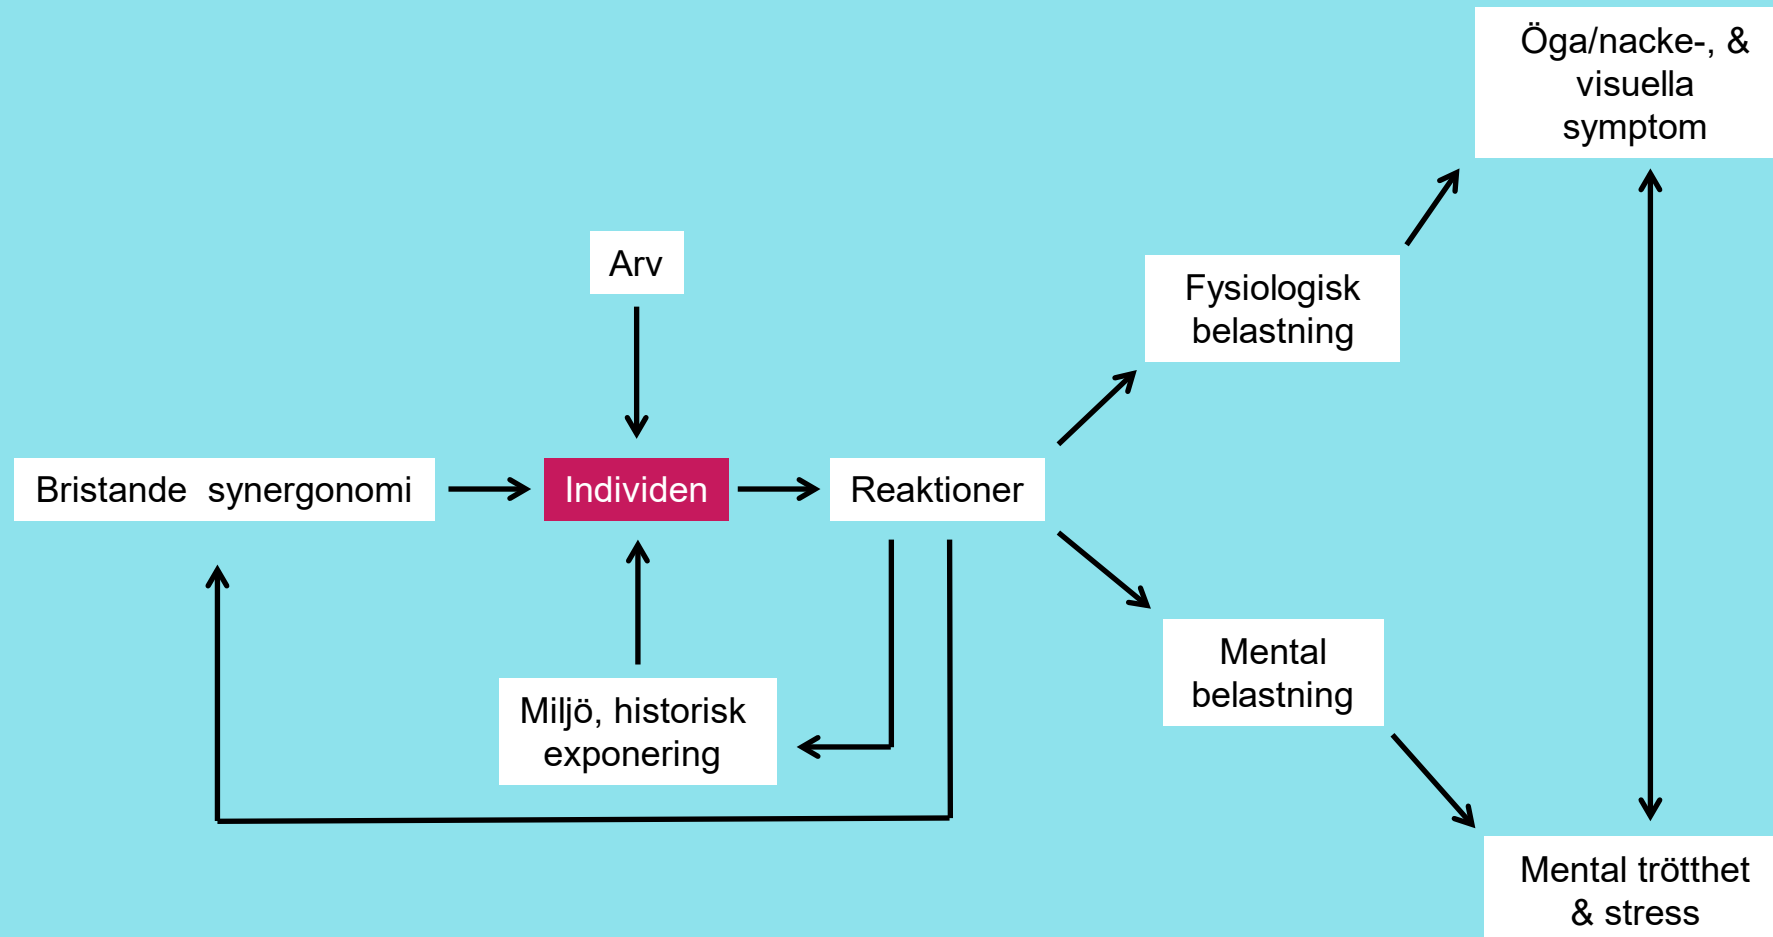 Öga/nacke-, &
visuella
symptom
Arv
Fysiologisk
belastning
Bristande synergonomi
Individen
Reaktioner
Mental
belastning
Miljö, historisk
exponering
Mental trötthet
& stress